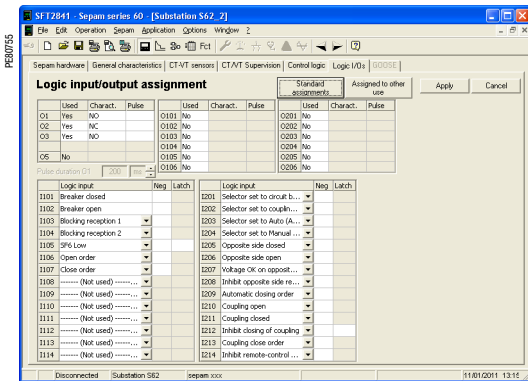 PE80755
SFT2841 - Sepam series 60 - [Substation S62_2]
File Edit Operation Sepam Application Options Window ?
Fct
Sepam hardware General characteristics CT-VT sensors CT/VT Supervision Control logic Logic I/Os GOOSE
Logic input/output assignment
Standard assignments
Assigned to other use
Apply
Cancel
Used Charact. Pulse
O1 Yes NO
O2 Yes NC
O3 Yes NO
O5 No
Pulse duration O1 200 ms
Used Charact. Pulse
O101 No
O102 No
O103 No
O104 No
O105 No
O106 No
Used Charact. Pulse
O201 No
O202 No
O203 No
O204 No
O205 No
O206 No
Logic input Neg Latch
I101 Breaker closed
I102 Breaker open
I103 Blocking reception 1
I104 Blocking reception 2
I105 SF6 Low
I106 Open order
I107 Close order
I108 ------- (Not used) ------...
I109 ------- (Not used) ------...
I110 ------- (Not used) ------...
I111 ------- (Not used) ------...
I112 ------- (Not used) ------...
I113 ------- (Not used) ------...
I114 ------- (Not used) ------...
Logic input Neg Latch
I201 Selector set to circuit b...
I202 Selector set to couplin...
I203 Selector set to Auto (A...
I204 Selector set to Manual ...
I205 Opposite side closed
I206 Opposite side open
I207 Voltage OK on opposit...
I208 Inhibit opposite side re...
I209 Automatic closing order
I210 Coupling open
I211 Coupling closed
I212 Inhibit closing of coupling
I213 Coupling close order
I214 Inhibit remote-control ...
Disconnected Substation S62 sepam xxx 11/01/2011 13:15